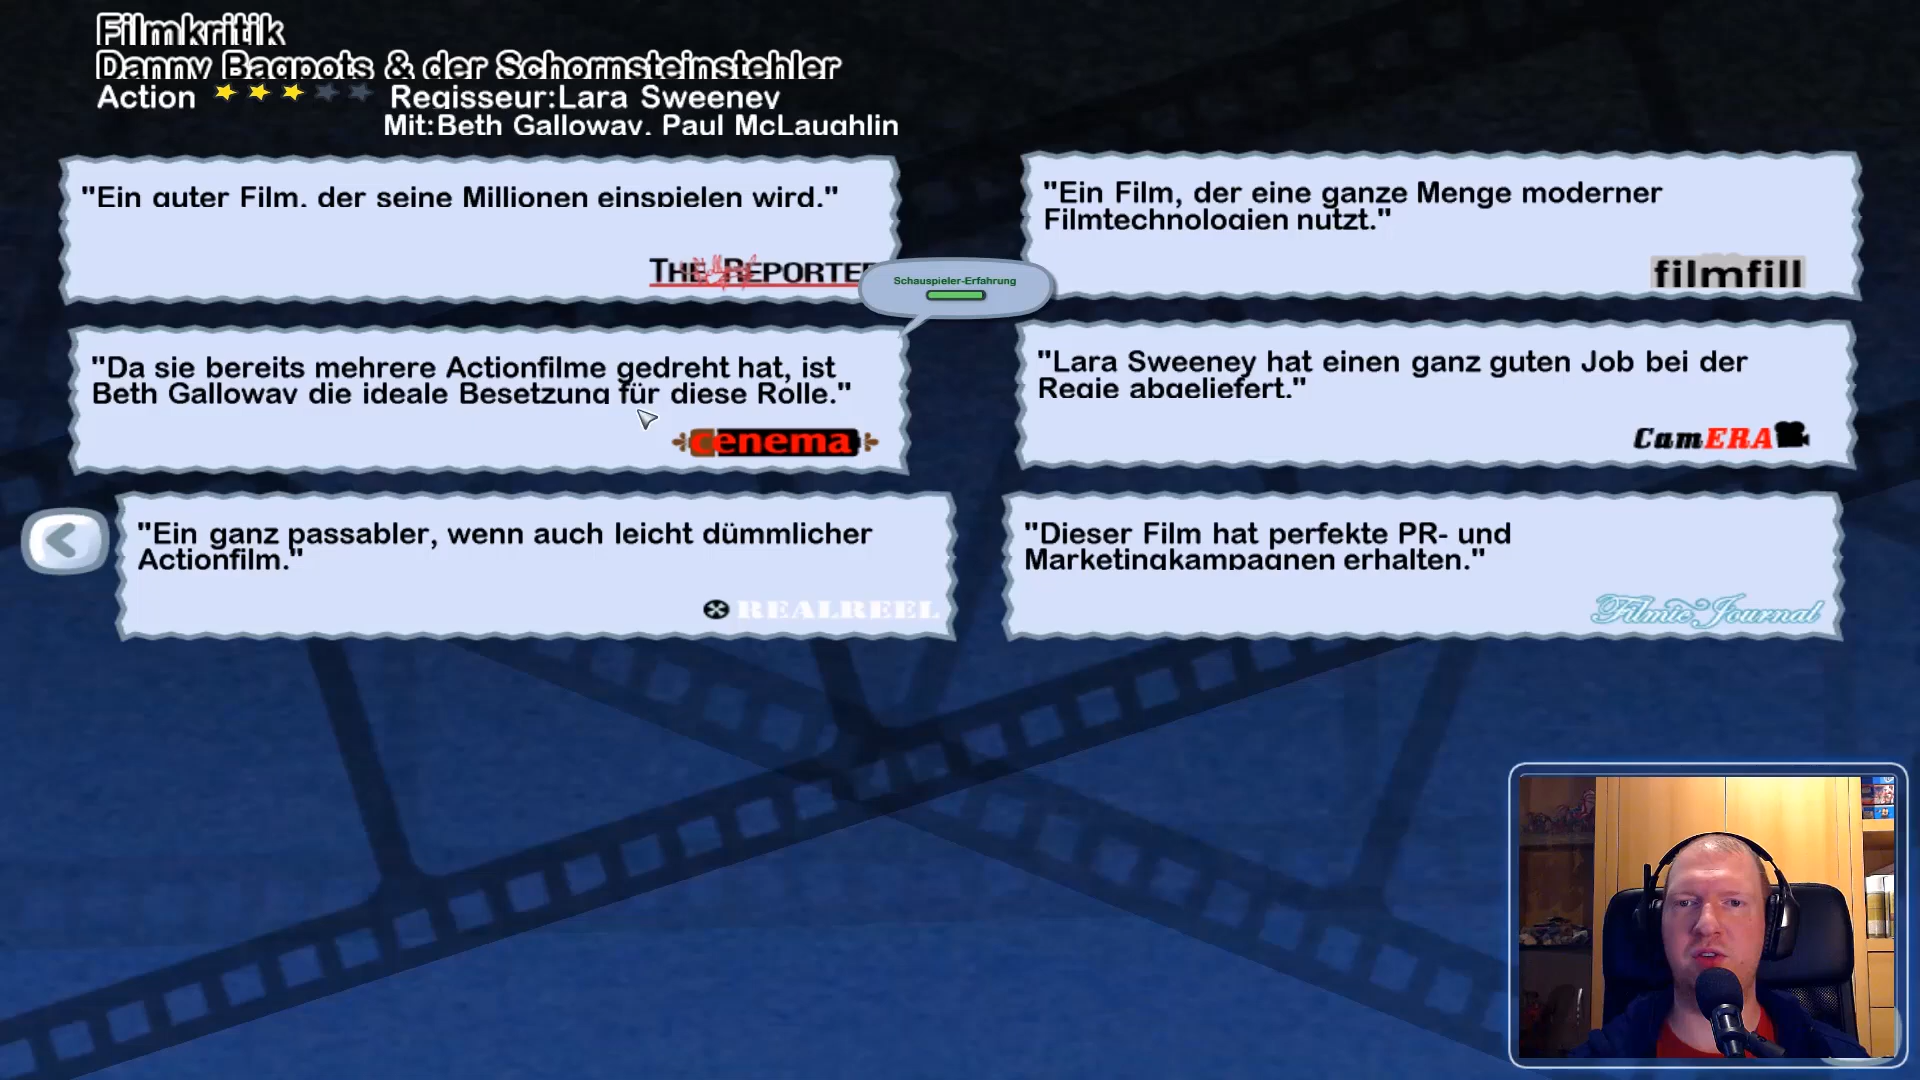 Filmkritik
Danny Bagpots & der Schornsteinstehler
Action
Regisseur:Lara Sweeney
Mit:Beth Galloway, Paul McLaughlin
"Ein guter Film, der seine Millionen einspielen wird."
THE REPORTER
"Ein Film, der eine ganze Menge moderner
Filmtechnologien nutzt."
filmfill
Schauspieler-Erfahrung
"Da sie bereits mehrere Actionfilme gedreht hat, ist
Beth Galloway die ideale Besetzung für diese Rolle."
cenema
"Lara Sweeney hat einen ganz guten Job bei der
Regie abgeliefert."
CamERA
"Ein ganz passabler, wenn auch leicht dümmlicher
Actionfilm."
REALREEL
"Dieser Film hat perfekte PR- und
Marketingkampagnen erhalten."
Filmic Journal